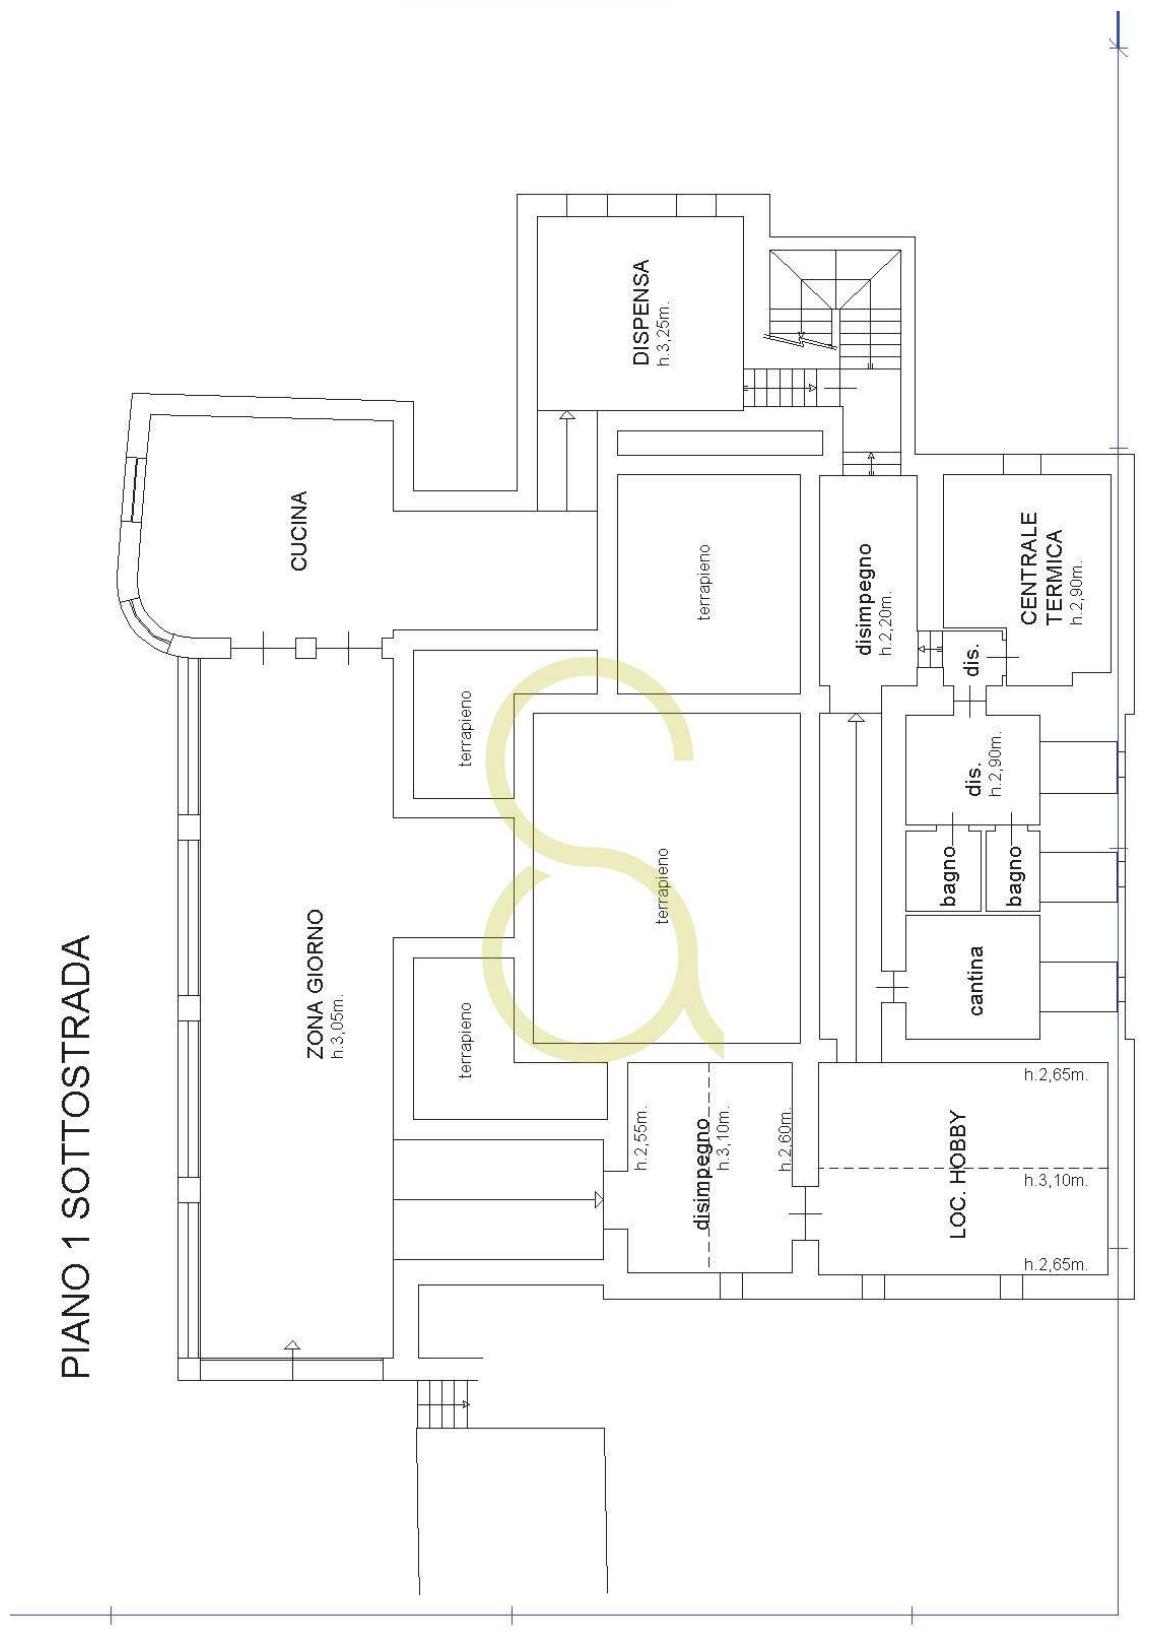 PIANO 1 SOTTOSTRADA
CUCINA
ZONA GIORNO
h.3,05m.
DISPENSA
h.3,25m.
terrapieno
terrapieno
terrapieno
terrapieno
disimpegno
h.2,20m.
CENTRALE
TERMICA
h.2,90m.
dis.
dis.
h.2,90m.
bagno
bagno
cantina
h.2,55m.
disimpegno
h.3,10m.
h.2,60m.
LOC. HOBBY
h.2,65m.
h.3,10m.
h.2,65m.